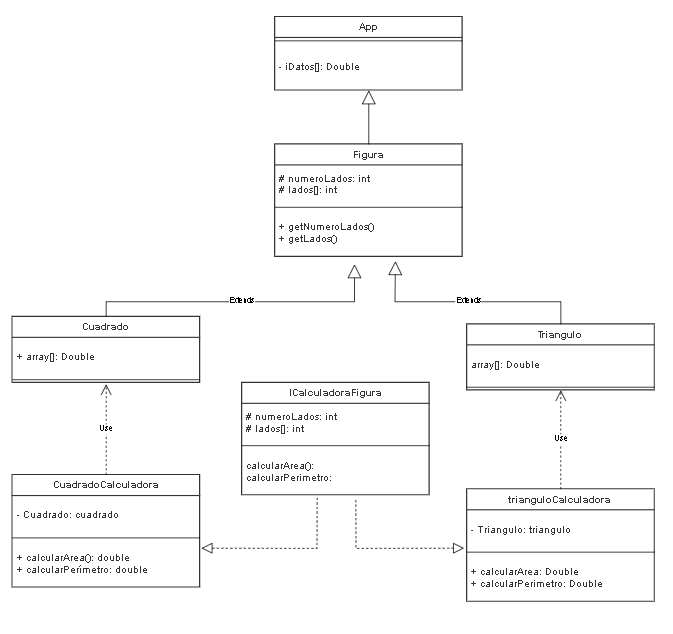 App
- iDatos[]: Double
Figura
# numeroLados: int
# lados[]: int
+ getNumeroLados()
+ getLados()
Extends
Extends
Cuadrado
+ array[]: Double
Triangulo
array[]: Double
ICalculadoraFigura
# numeroLados: int
# lados[]: int
calcularArea():
calcularPerimetro:
Use
Use
CuadradoCalculadora
- Cuadrado: cuadrado
+ calcularArea(): double
+ calcularPerímetro: double
trianguloCalculadora
- Triangulo: triangulo
+ calcularArea: Double
+ calcularPerimetro: Double